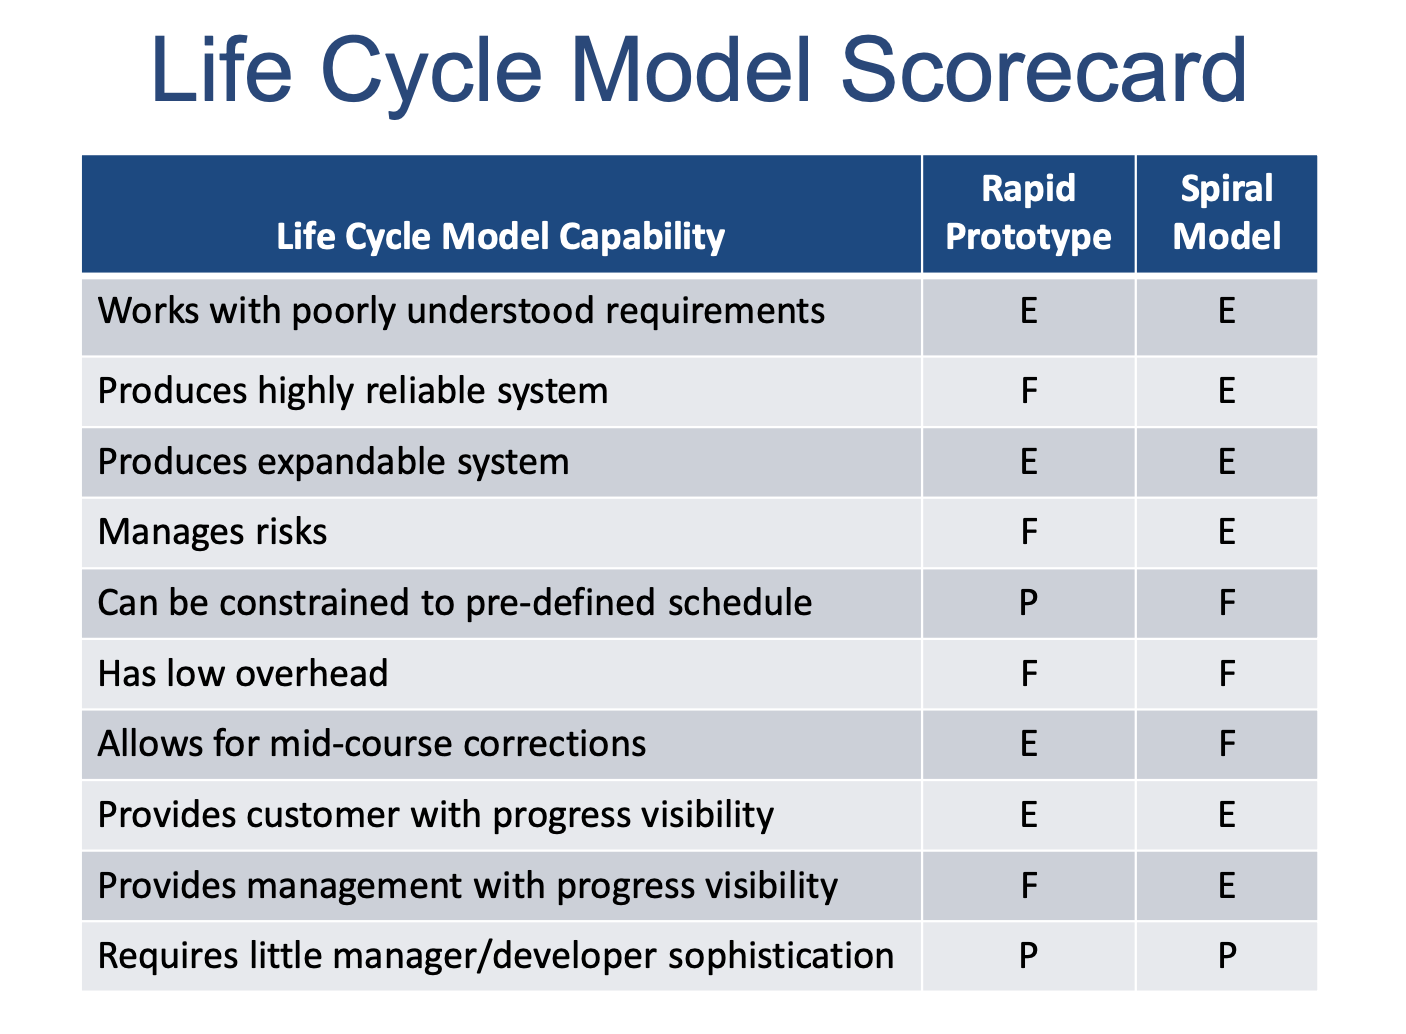 Life Cycle Model Scorecard
Life Cycle Model Capability Rapid Prototype Spiral Model
Works with poorly understood requirements E E
Produces highly reliable system F E
Produces expandable system E E
Manages risks F E
Can be constrained to pre-defined schedule P F
Has low overhead F F
Allows for mid-course corrections E F
Provides customer with progress visibility E E
Provides management with progress visibility F E
Requires little manager/developer sophistication P P